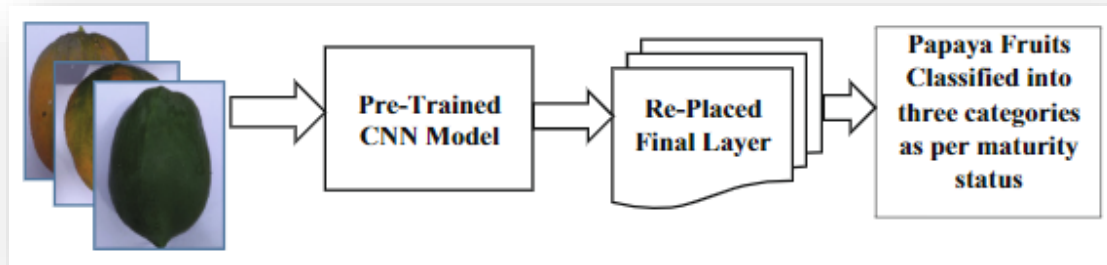 Pre-Trained
CNN Model
Re-Placed
Final Layer
Papaya Fruits
Classified into
three categories
as per maturity
status